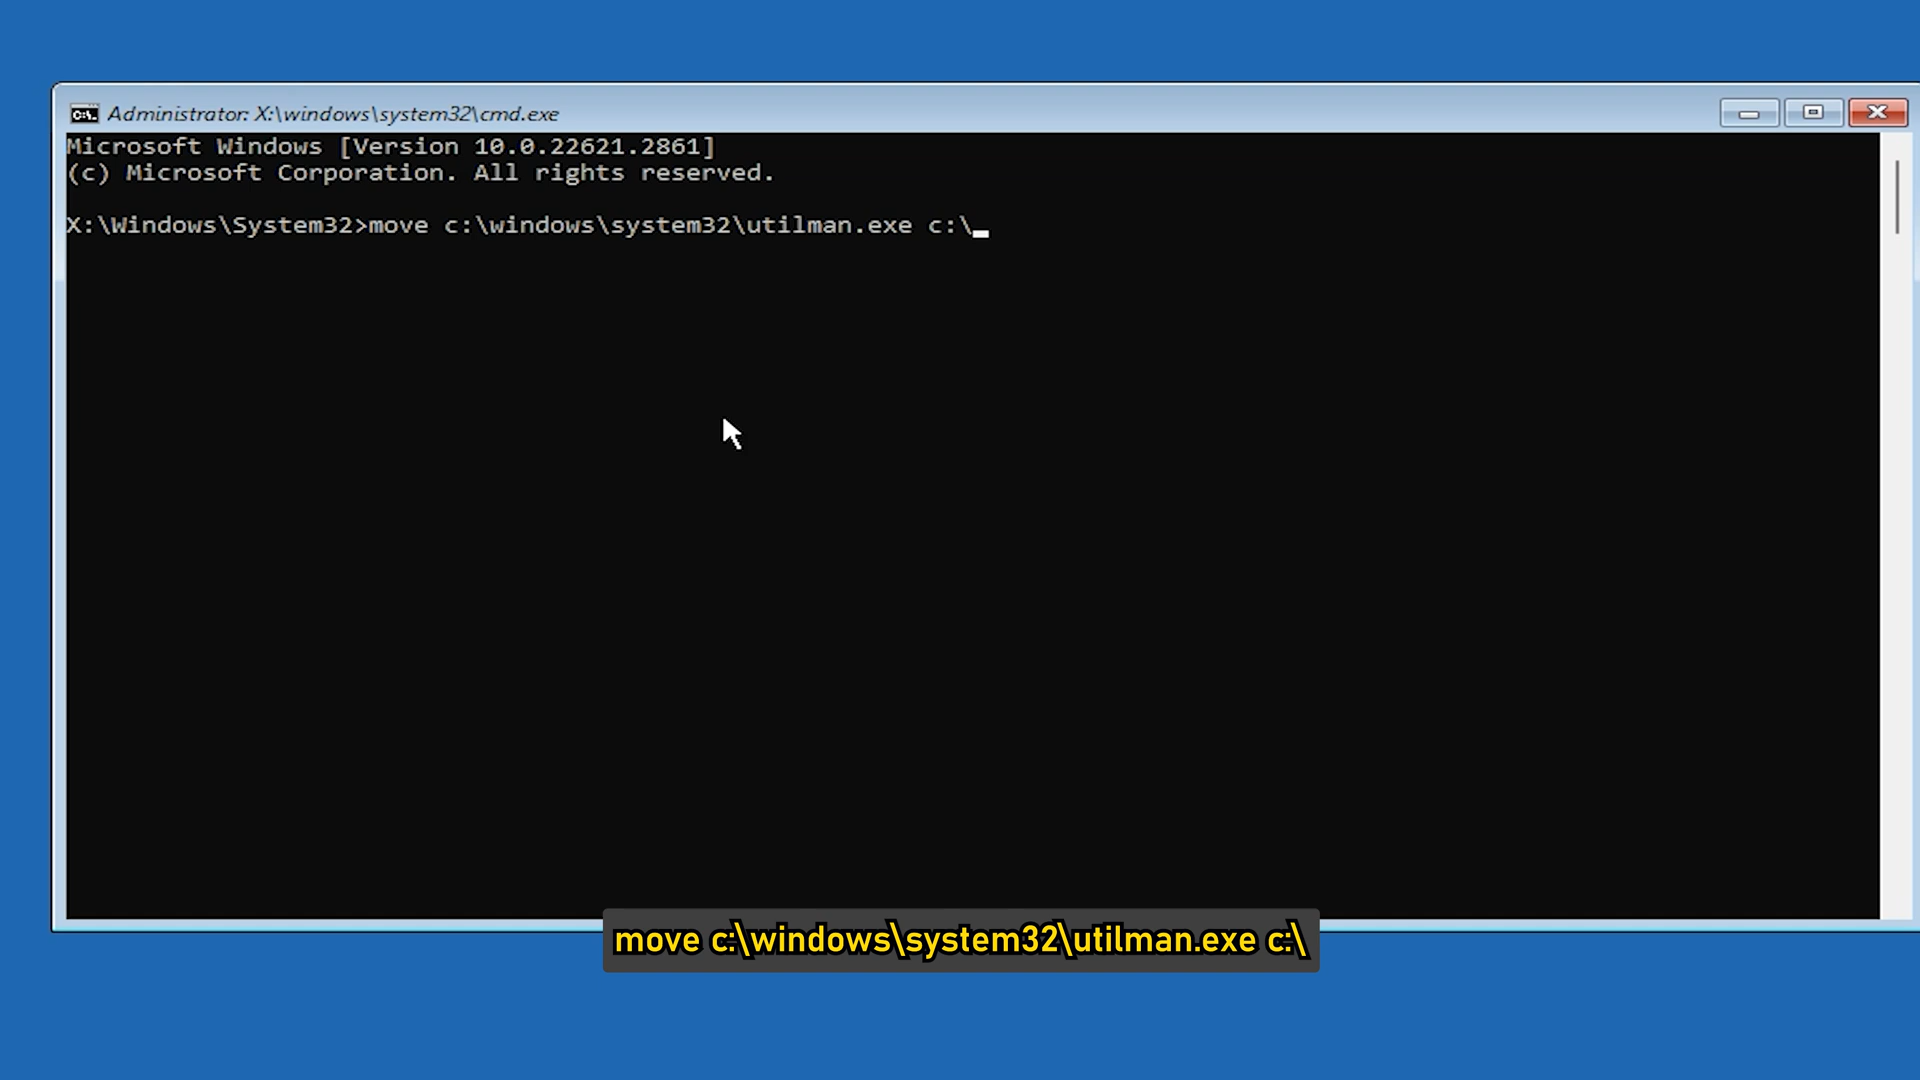 Administrator: X:\windows\system32\cmd.exe
Microsoft Windows [Version 10.0.22621.2861]
(c) Microsoft Corporation. All rights reserved.
X:\Windows\System32>move c:\windows\system32\utilman.exe c:\
move c:\windows\system32\utilman.exe c:\